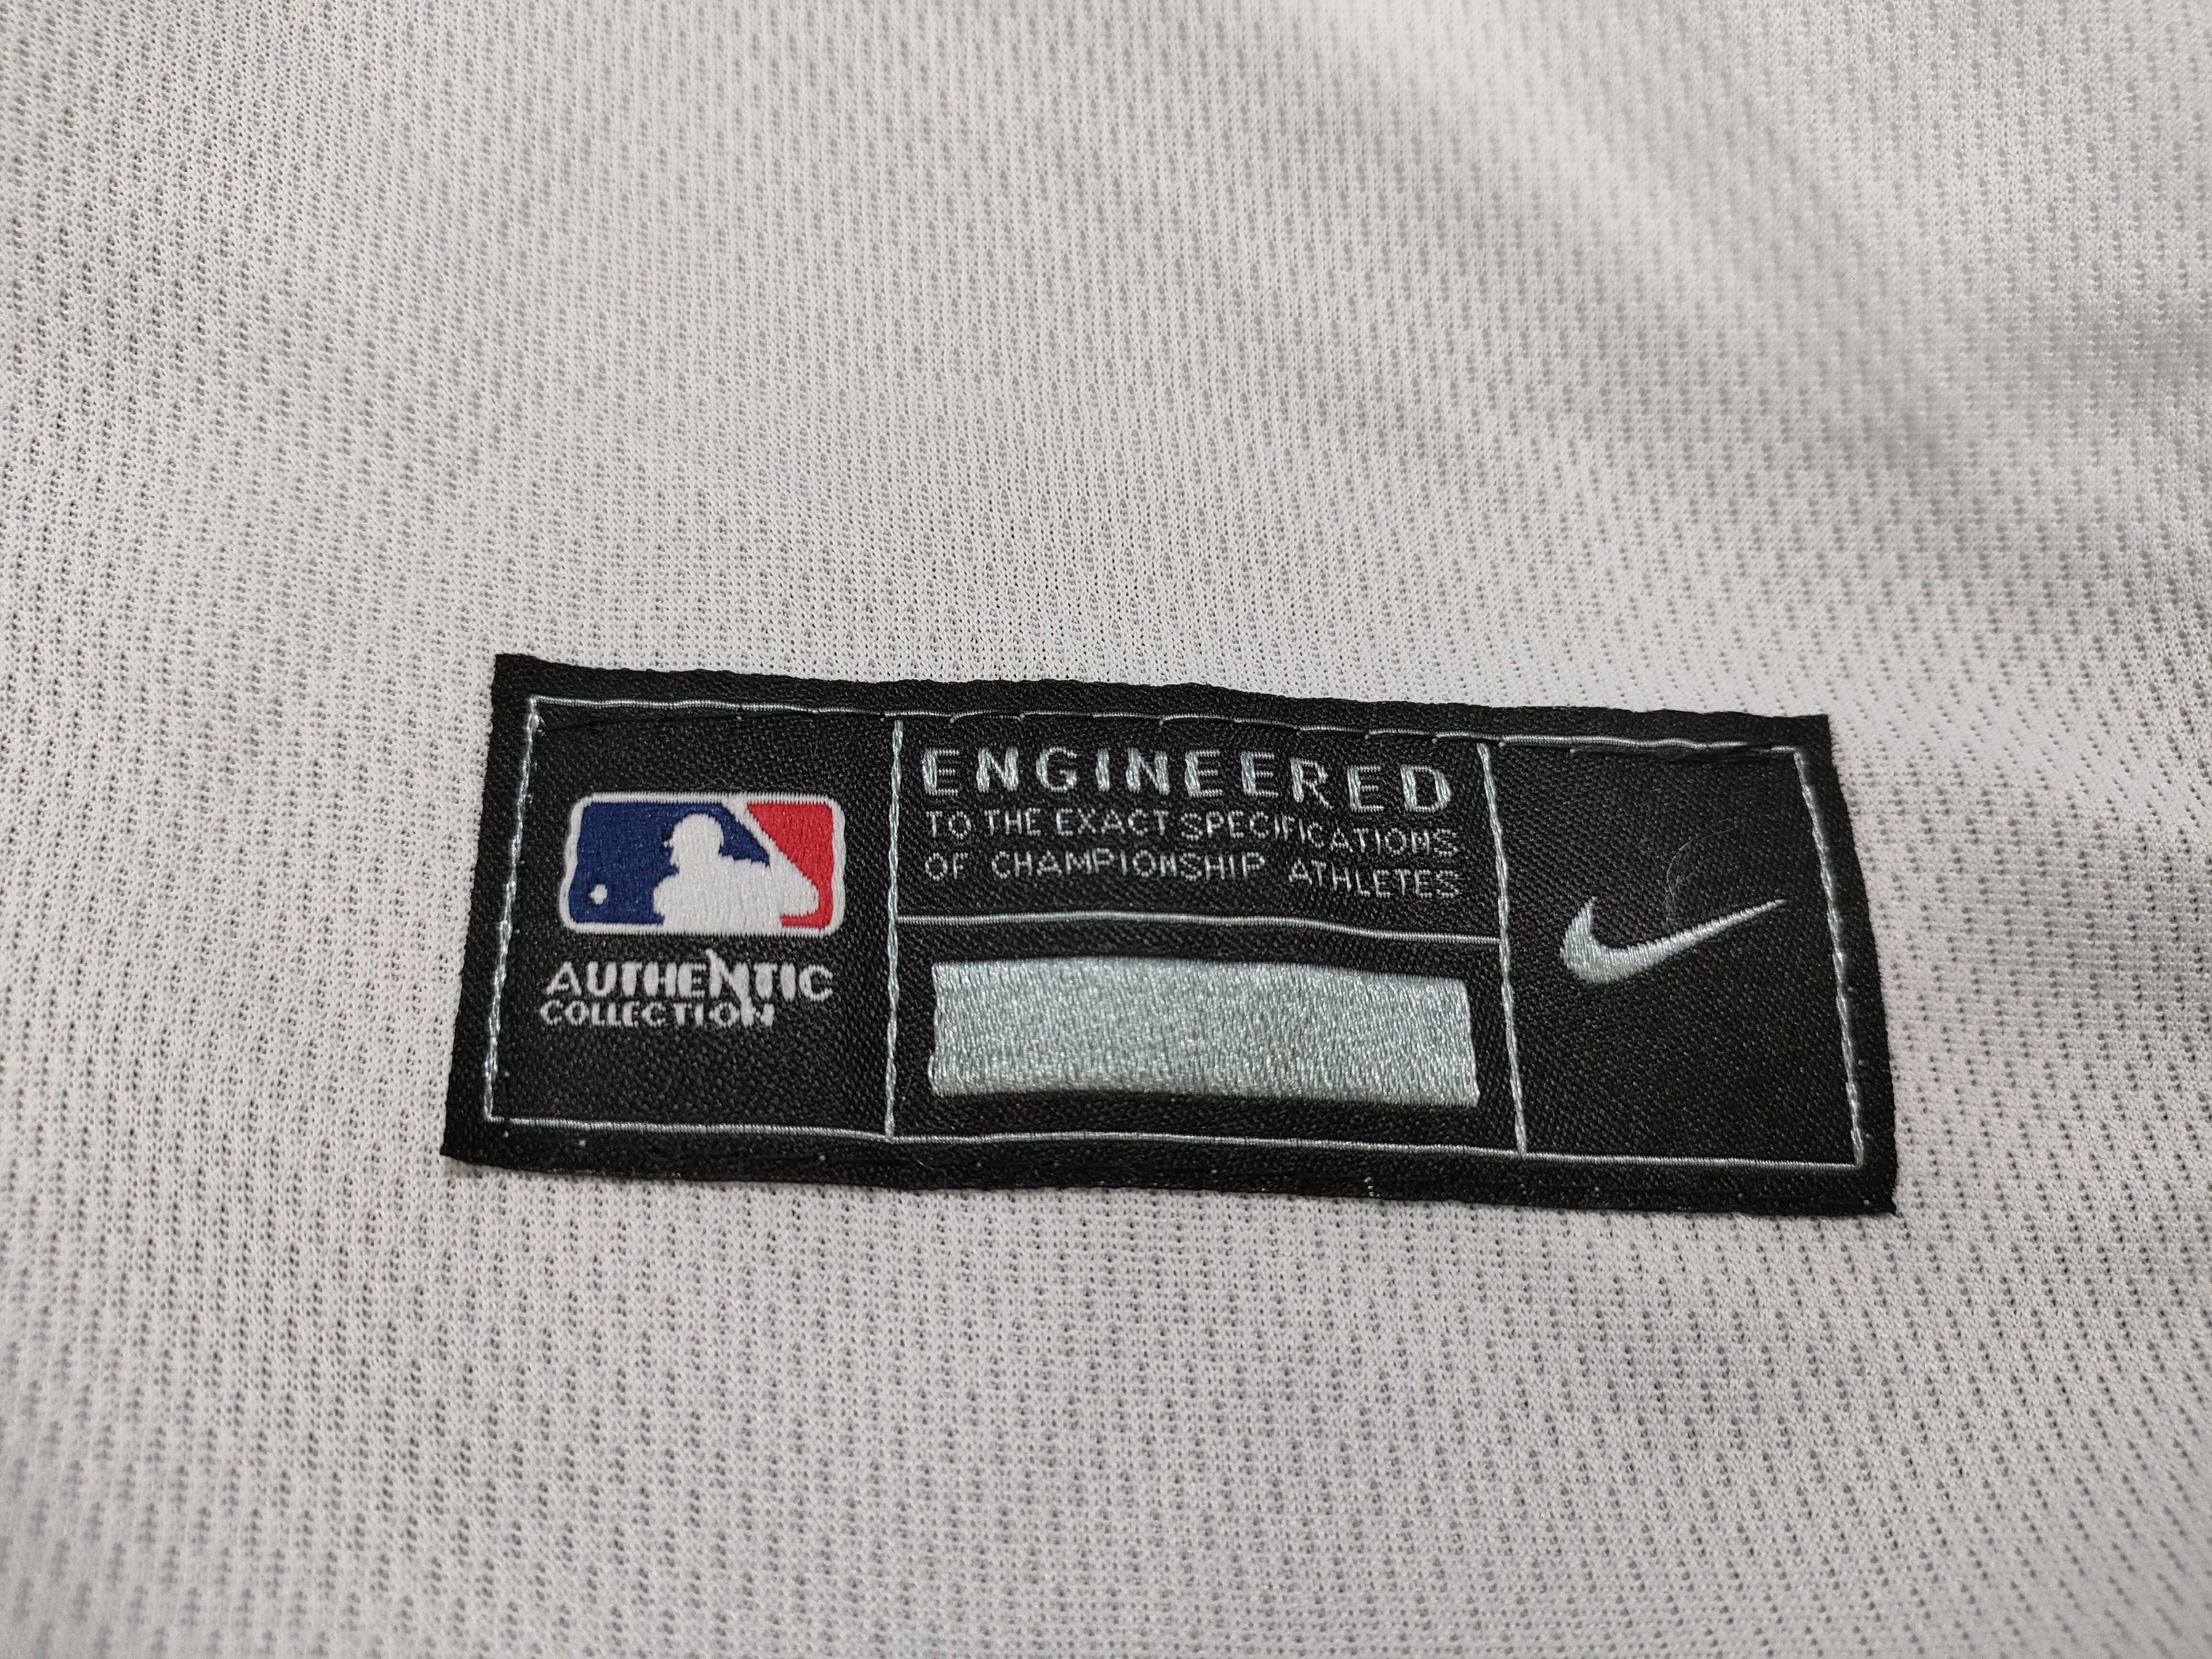 ENGINEERED
TO THE EXACT SPECIFICATIONS
OF CHAMPIONSHIP ATHLETES
AUTHENTIC
COLLECTION